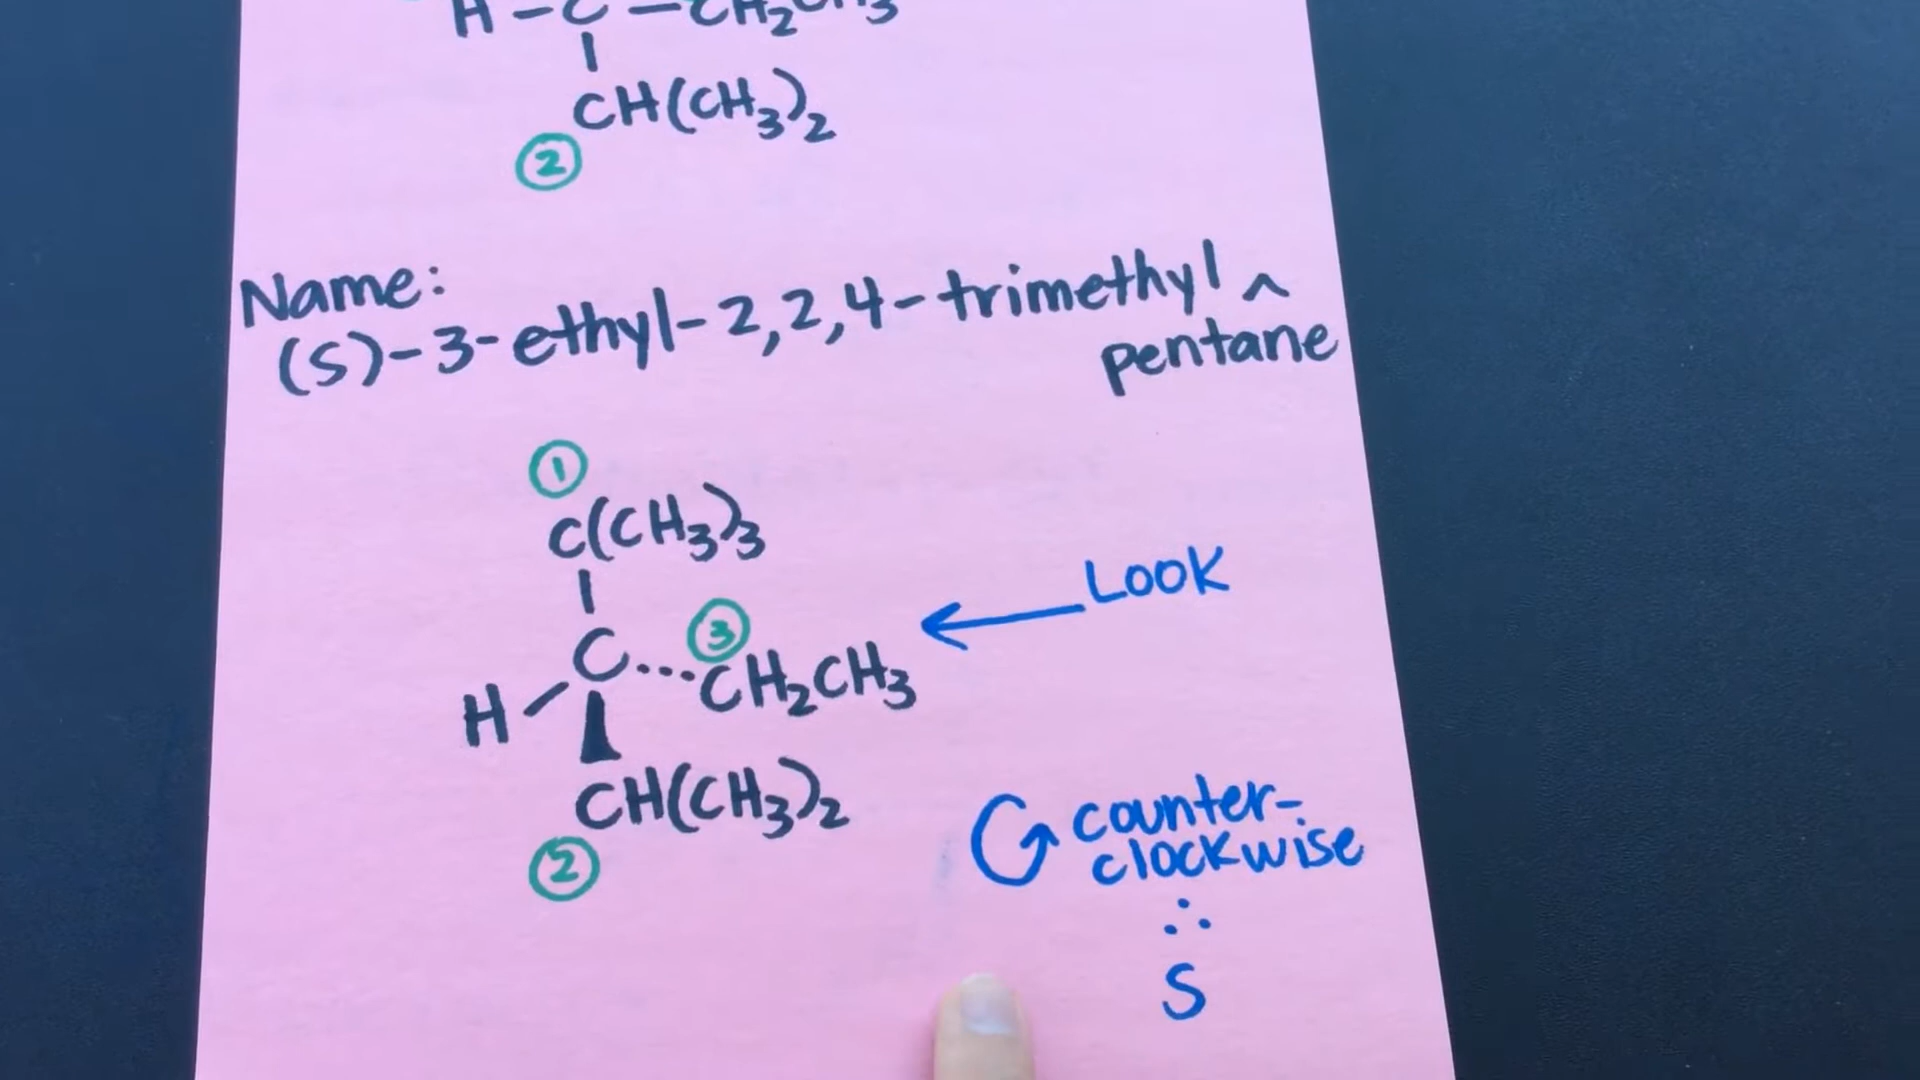 H-C-CH₂CH₃
CH(CH₃)₂
②
Name:
(S)-3-ethyl-2,2,4-trimethyl ^
pentane
①
C(CH₃)₃
LOOK
③
H-C...CH₂CH₃
CH(CH₃)₂
②
counter-
clockwise
∴
S